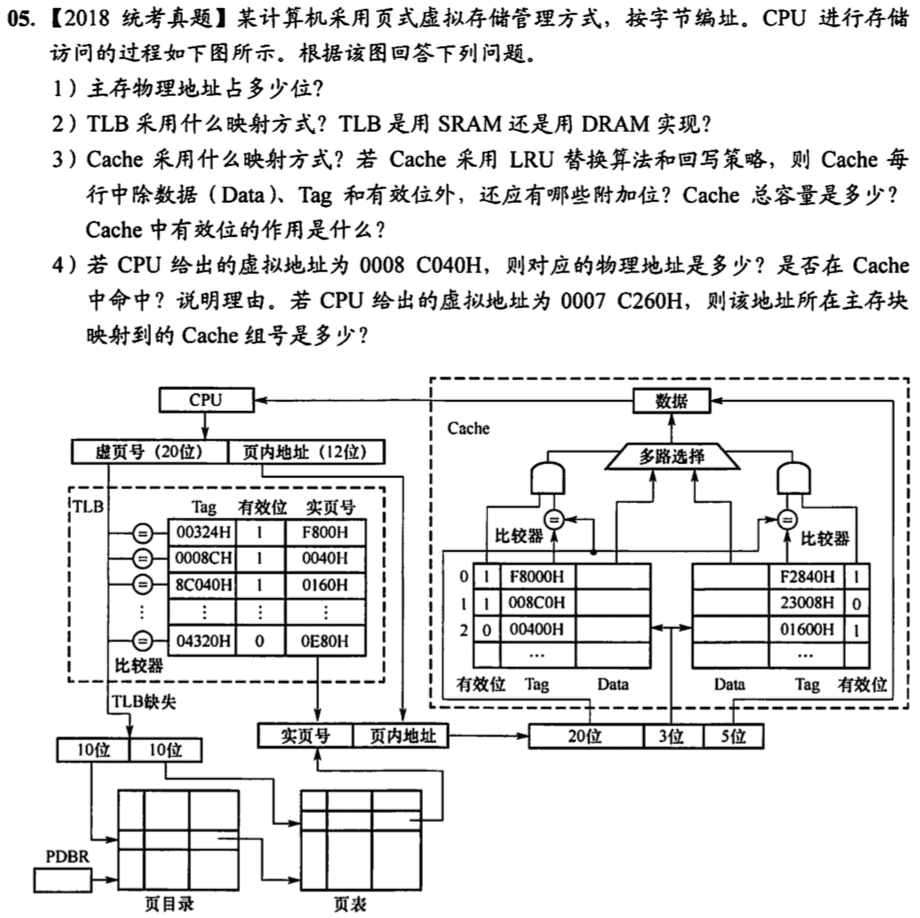 05.【2018 统考真题】某计算机采用页式虚拟存储管理方式，按字节编址。CPU 进行存储
访问的过程如下图所示。根据该图回答下列问题。
1）主存物理地址占多少位？
2）TLB 采用什么映射方式？TLB 是用 SRAM 还是用 DRAM 实现？
3）Cache 采用什么映射方式？若 Cache 采用 LRU 替换算法和回写策略，则 Cache 每
行中除数据（Data）、Tag 和有效位外，还应有哪些附加位？Cache 总容量是多少？
Cache 中有效位的作用是什么？
4）若 CPU 给出的虚拟地址为 0008 C040H，则对应的物理地址是多少？是否在 Cache
中命中？说明理由。若 CPU 给出的虚拟地址为 0007 C260H，则该地址所在主存块
映射到的 Cache 组号是多少？
CPU
虚页号（20位） 页内地址（12位）
TLB
Tag 有效位 实页号
= 00324H 1 F800H
= 0008CH 1 0040H
= 8C040H 1 0160H
⋮ ⋮ ⋮ ⋮
= 04320H 0 0E80H
比较器
TLB缺失
10位 10位
实页号 页内地址
PDBR
页目录
页表
Cache
数据
多路选择
比较器 = = 比较器
0 1 F8000H F2840H 1
1 1 008C0H 23008H 0
2 0 00400H 01600H 1
… …
有效位 Tag Data Data Tag 有效位
20位 3位 5位